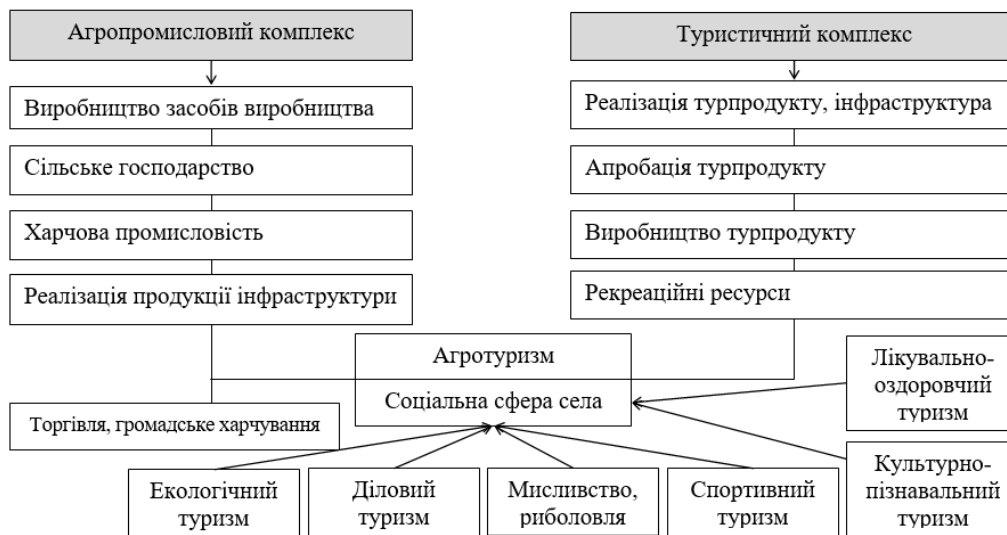 Агропромисловий комплекс
Виробництво засобів виробництва
Сільське господарство
Харчова промисловість
Реалізація продукції інфраструктури
Туристичний комплекс
Реалізація турпродукту, інфраструктура
Апробація турпродукту
Виробництво турпродукту
Рекреаційні ресурси
Агротуризм
Соціальна сфера села
Торгівля, громадське харчування
Лікувально-
оздоровчий
туризм
Екологічний
туризм
Діловий
туризм
Мисливство,
риболовля
Спортивний
туризм
Культурно-
пізнавальний
туризм